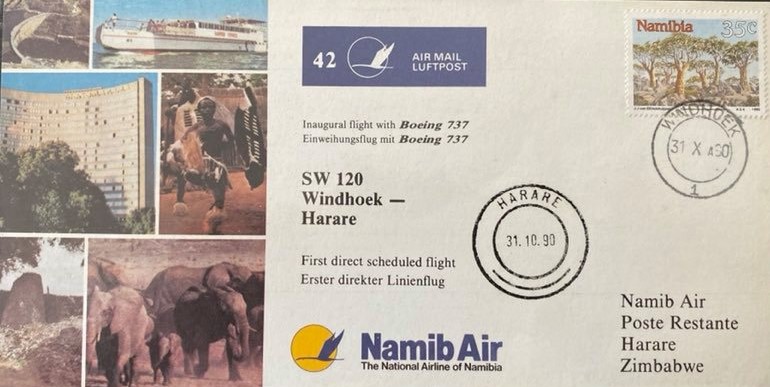 42
AIR MAIL
LUFTPOST
Namibia 35c
WINDHOEK
31 X 90
1
Inaugural flight with Boeing 737
Einweihungsflug mit Boeing 737
SW 120
Windhoek —
Harare
HARARE
31.10.90
First direct scheduled flight
Erster direkter Linienflug
Namib Air
The National Airline of Namibia
Namib Air
Poste Restante
Harare
Zimbabwe